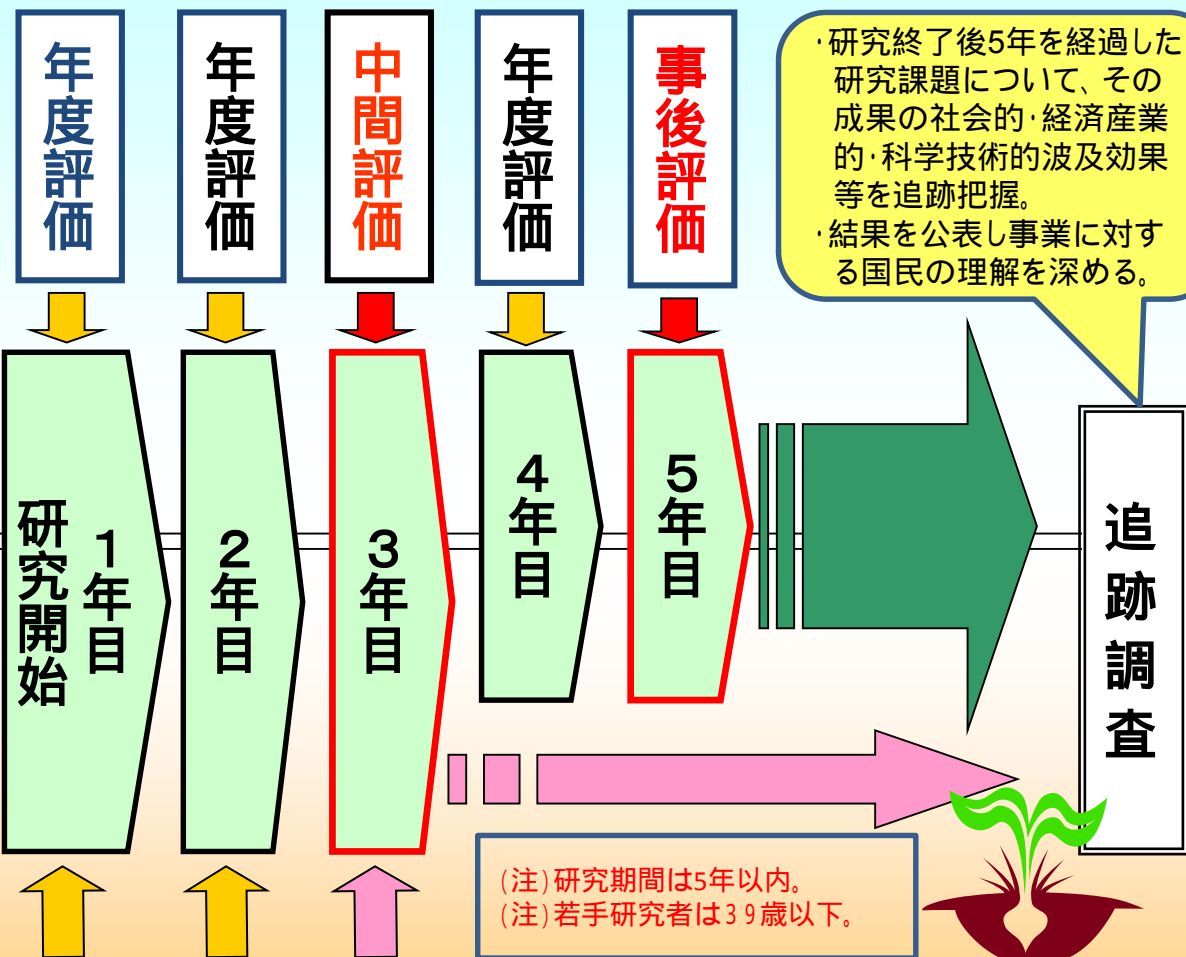 年度評価
年度評価
中間評価
年度評価
事後評価
・研究終了後5年を経過した
研究課題について、その
成果の社会的・経済産業
的・科学技術的波及効果
等を追跡把握。
・結果を公表し事業に対す
る国民の理解を深める。
研究開始
1年目
2年目
3年目
4年目
5年目
追跡調査
(注)研究期間は5年以内。
(注)若手研究者は39歳以下。